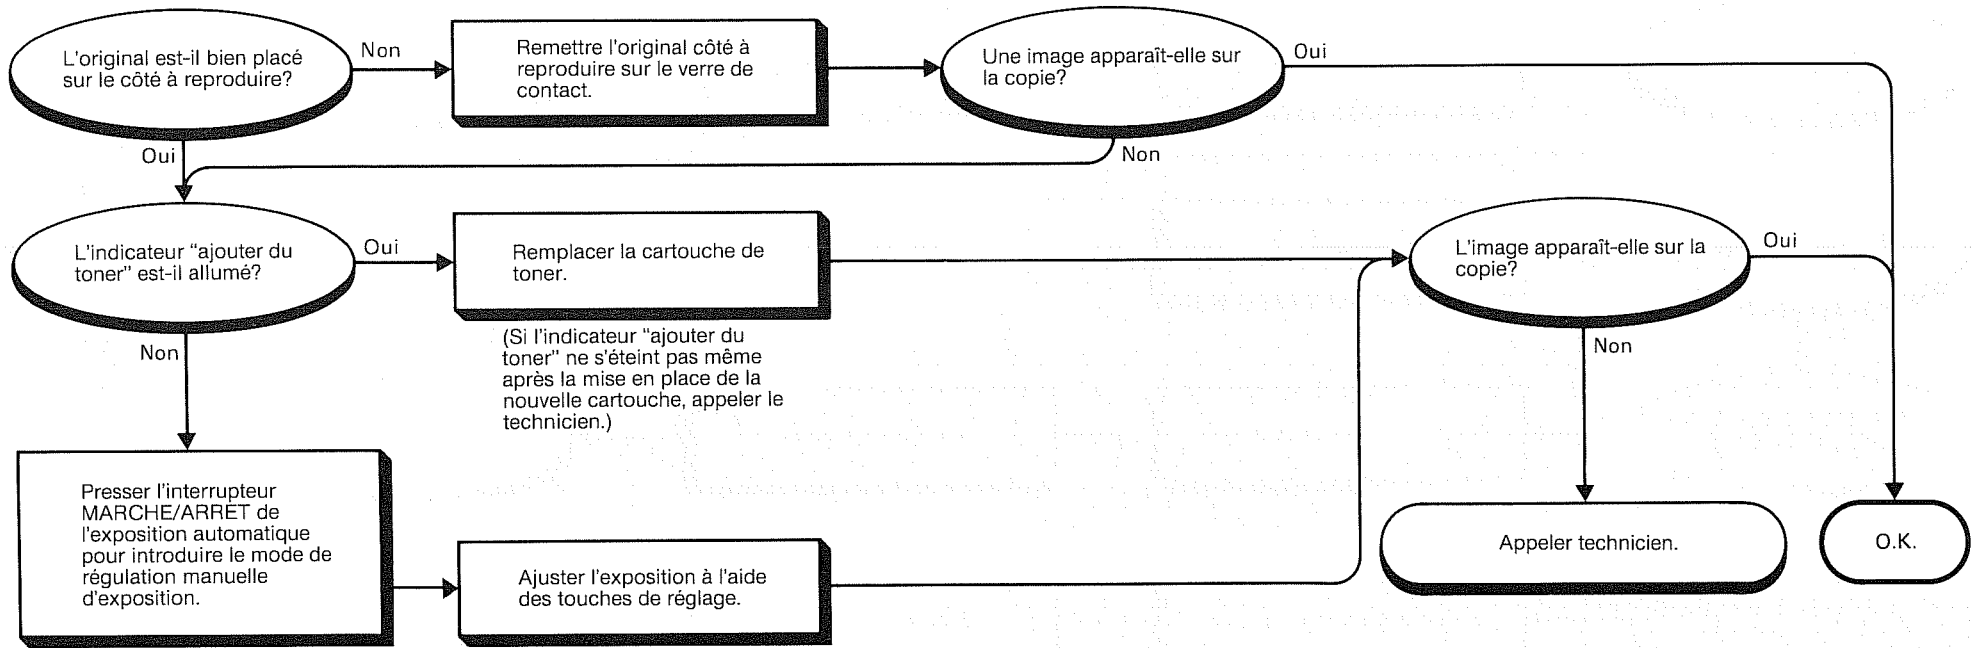 L'original est-il bien placé
sur le côté à reproduire?
Non
Remettre l'original côté à
reproduire sur le verre de
contact.
Une image apparaît-elle sur
la copie?
Oui
Oui
Non
L'indicateur "ajouter du
toner" est-il allumé?
Oui
Remplacer la cartouche de
toner.
(Si l'indicateur "ajouter du
toner" ne s'éteint pas même
après la mise en place de la
nouvelle cartouche, appeler le
technicien.)
L'image apparaît-elle sur la
copie?
Oui
Non
Non
Presser l'interrupteur
MARCHE/ARRET de
l'exposition automatique
pour introduire le mode de
régulation manuelle
d'exposition.
Ajuster l'exposition à l'aide
des touches de réglage.
Appeler technicien.
O.K.